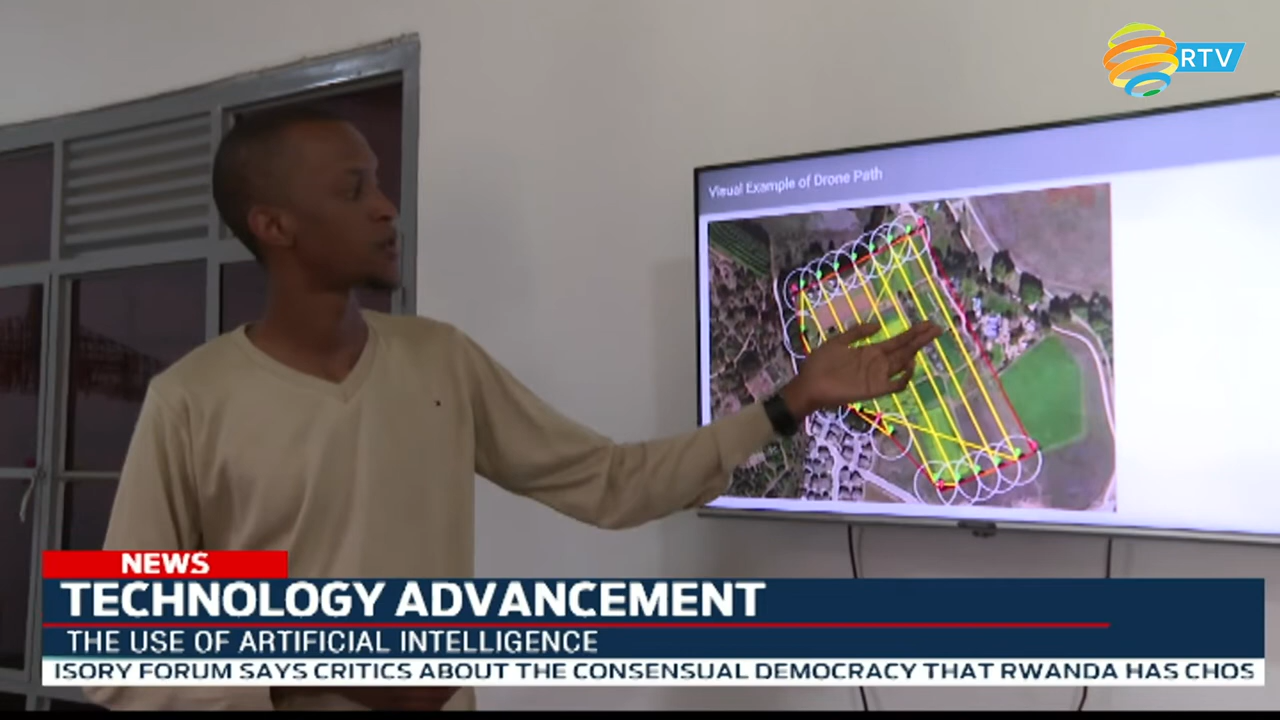 RTV
Visual Example of Drone Path
NEWS
TECHNOLOGY ADVANCEMENT
THE USE OF ARTIFICIAL INTELLIGENCE
ISORY FORUM SAYS CRITICS ABOUT THE CONSENSUAL DEMOCRACY THAT RWANDA HAS CHOS